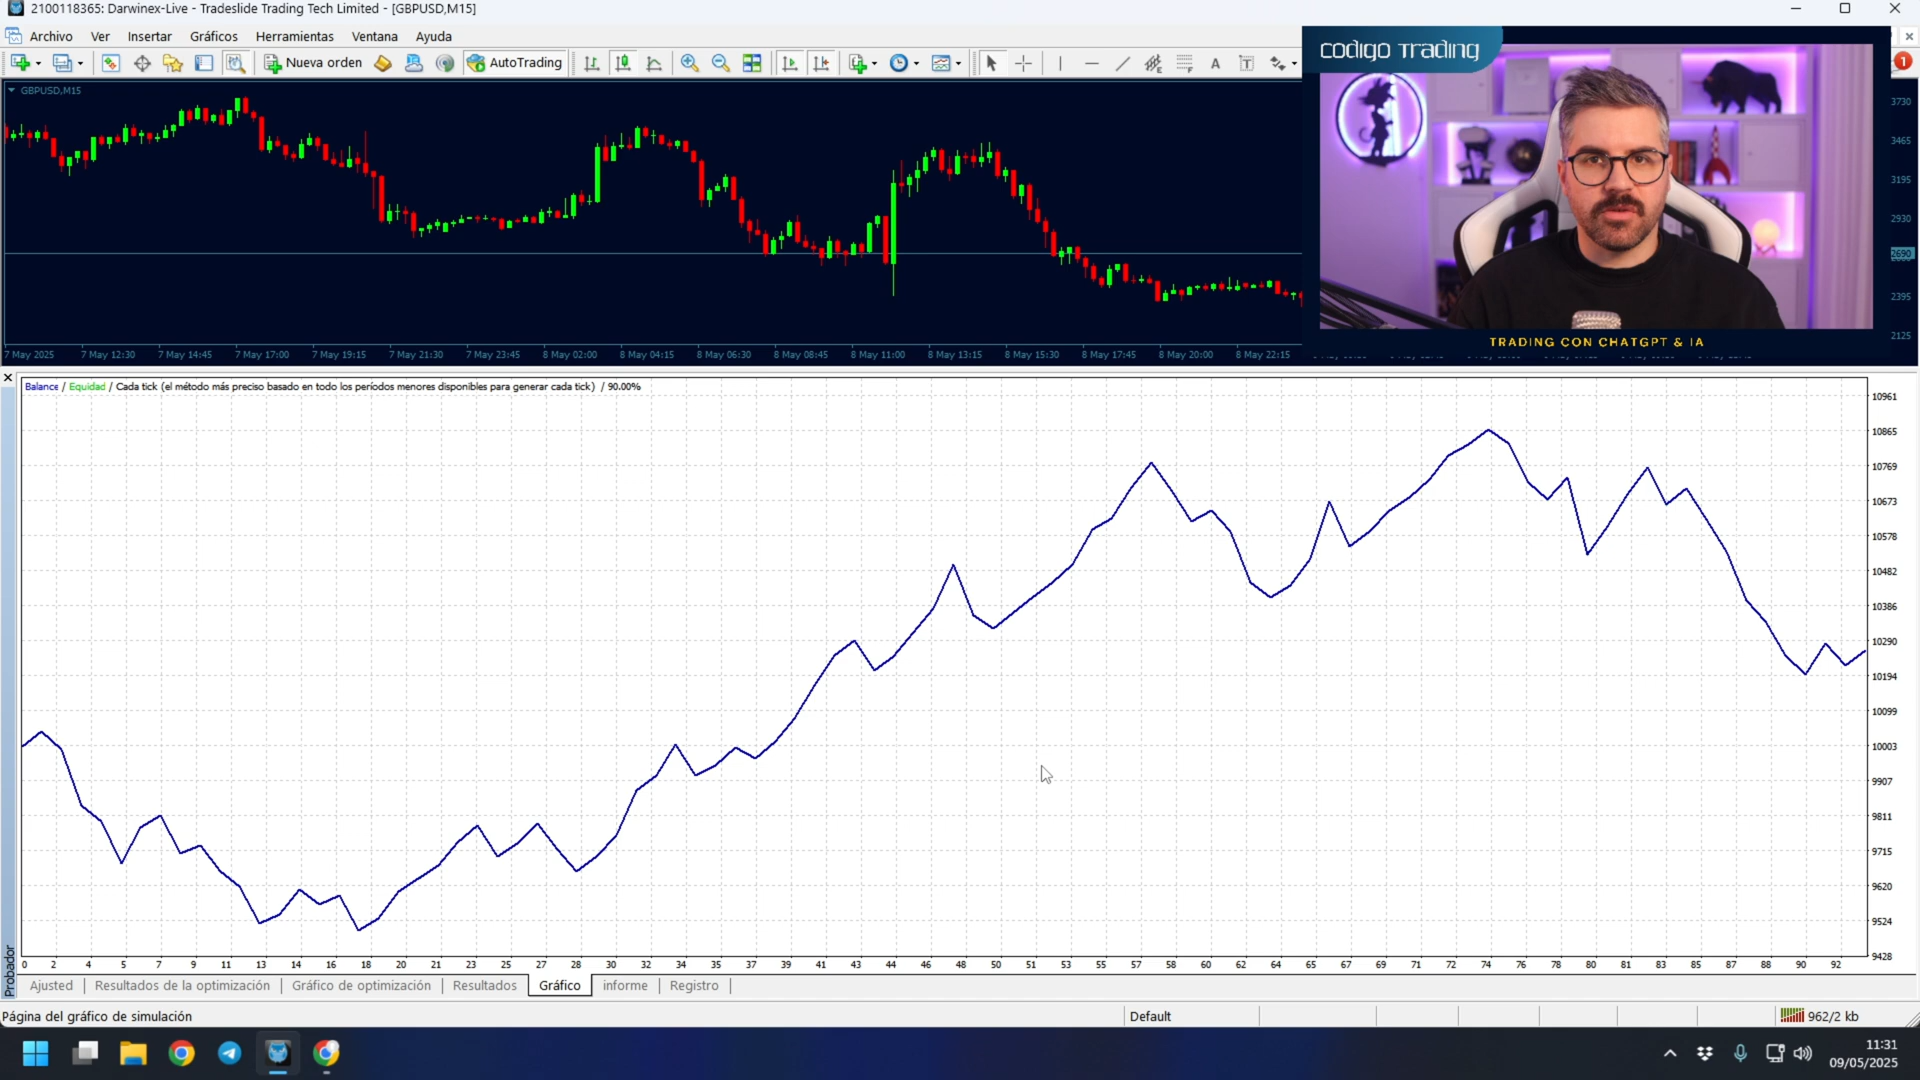 2100118365: Darwinex-Live - Tradeslide Trading Tech Limited - [GBPUSD,M15]
Archivo Ver Insertar Gráficos Herramientas Ventana Ayuda
Nueva orden AutoTrading
A T
1
GBPUSD,M15
codigo Trading
TRADING CON CHATGPT & IA
3730
3465
3195
2930
2690
2395
2125
7 May 2025 7 May 12:30 7 May 14:45 7 May 17:00 7 May 19:15 7 May 21:30 7 May 23:45 8 May 02:00 8 May 04:15 8 May 06:30 8 May 08:45 8 May 11:00 8 May 13:15 8 May 15:30 8 May 17:45 8 May 20:00 8 May 22:15
Balance / Equidad / Cada tick (el método más preciso basado en todo los períodos menores disponibles para generar cada tick) / 90.00%
10961
10865
10769
10673
10578
10482
10386
10290
10194
10099
10003
9907
9811
9715
9620
9524
9428
0 2 4 5 7 9 11 13 14 16 18 20 21 23 25 27 28 30 32 34 35 37 39 41 43 44 46 48 50 51 53 55 57 58 60 62 64 65 67 69 71 72 74 76 78 80 81 83 85 87 88 90 92
Probador
Ajusted Resultados de la optimización Gráfico de optimización Resultados Gráfico informe Registro
Página del gráfico de simulación
Default
962/2 kb
11:31
09/05/2025